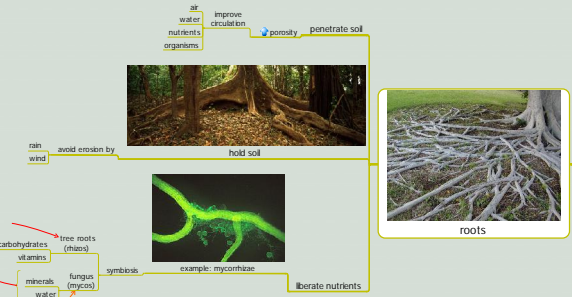 air
water
nutrients
organisms
improve
circulation
porosity
penetrate soil
rain
wind
avoid erosion by
hold soil
roots
carbohydrates
vitamins
tree roots
(rhizos)
minerals
water
fungus
(mycos)
symbiosis
example: mycorrhizae
liberate nutrients